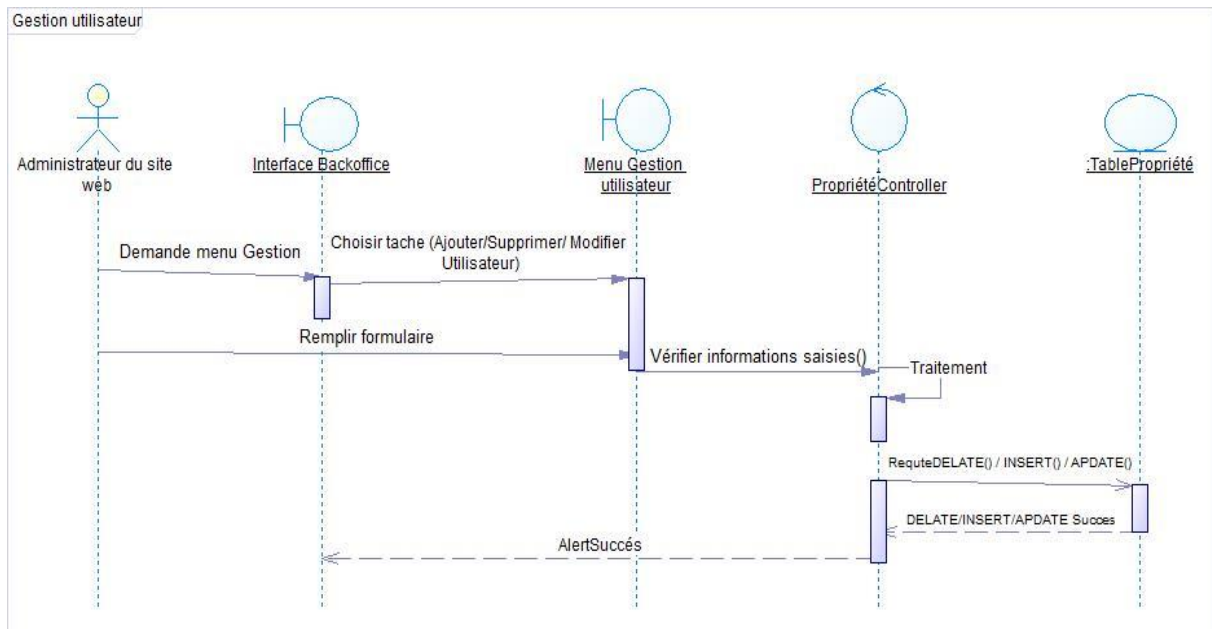 Gestion utilisateur
Administrateur du site
web
Interface Backoffice
Menu Gestion
utilisateur
PropriétéController
:TablePropriété
Demande menu Gestion
Choisir tache (Ajouter/Supprimer/ Modifier
Utilisateur)
Remplir formulaire
Vérifier informations saisies()
Traitement
RequteDELATE() / INSERT() / APDATE()
DELATE/INSERT/APDATE Succes
AlertSuccés